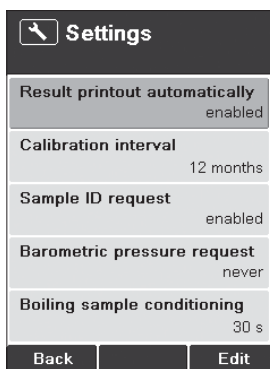 Settings
Result printout automatically
enabled
Calibration interval
12 months
Sample ID request
enabled
Barometric pressure request
never
Boiling sample conditioning
30 s
Back Edit